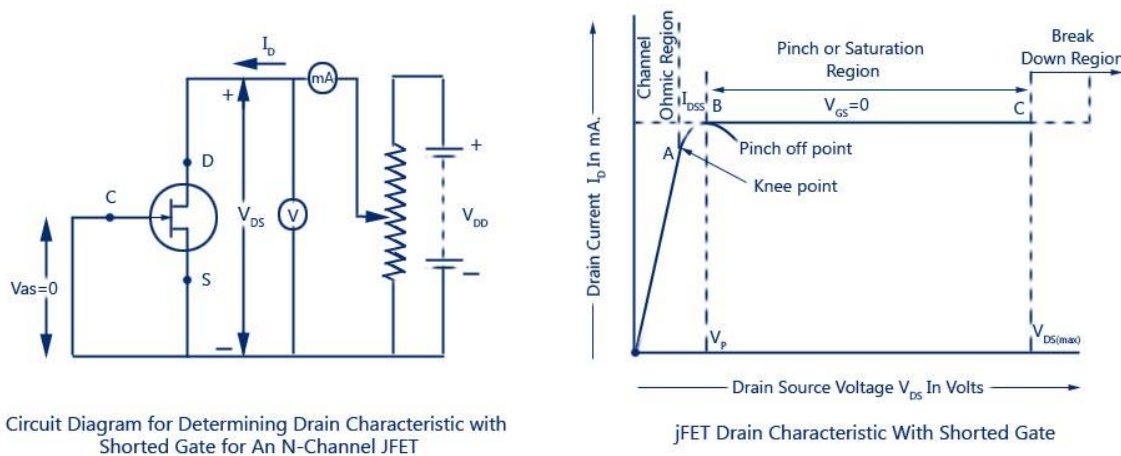 I_D
mA
+
D
C
V_DS
V
+
V_DD
S
Vas=0
Circuit Diagram for Determining Drain Characteristic with
Shorted Gate for An N-Channel JFET
Drain Current I_D In mA.
Channel
Ohmic Region
Pinch or Saturation
Region
Break
Down Region
I_DSS
B
V_GS=0
C
A
Pinch off point
Knee point
V_P
V_DS(max)
Drain Source Voltage V_DS In Volts
jFET Drain Characteristic With Shorted Gate